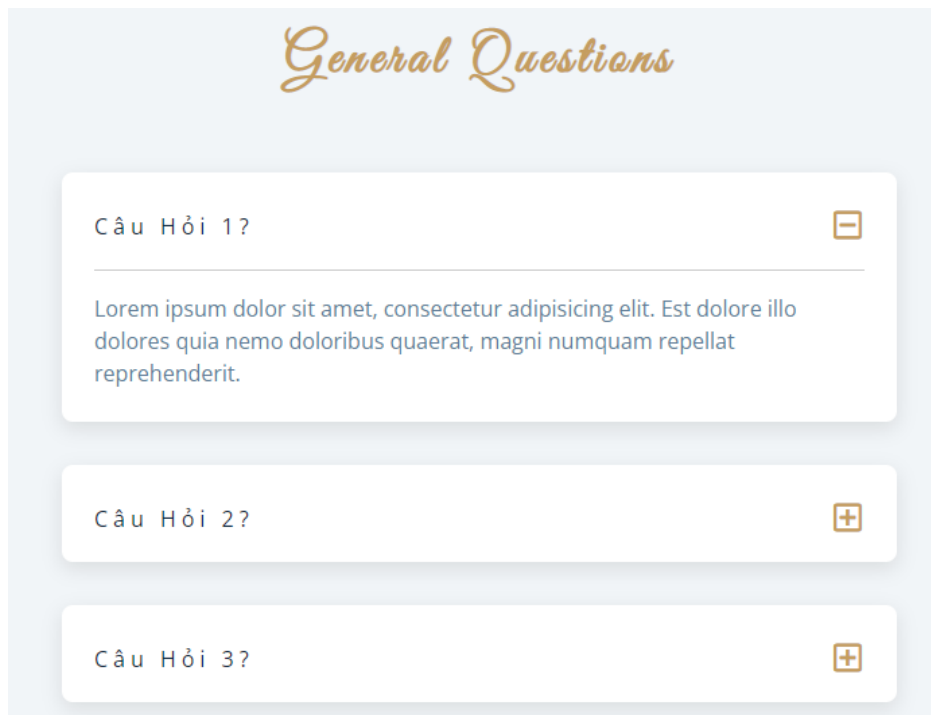 General Questions
Câu Hỏi 1?
Lorem ipsum dolor sit amet, consectetur adipisicing elit. Est dolore illo
dolores quia nemo doloribus quaerat, magni numquam repellat
reprehenderit.
Câu Hỏi 2?
Câu Hỏi 3?